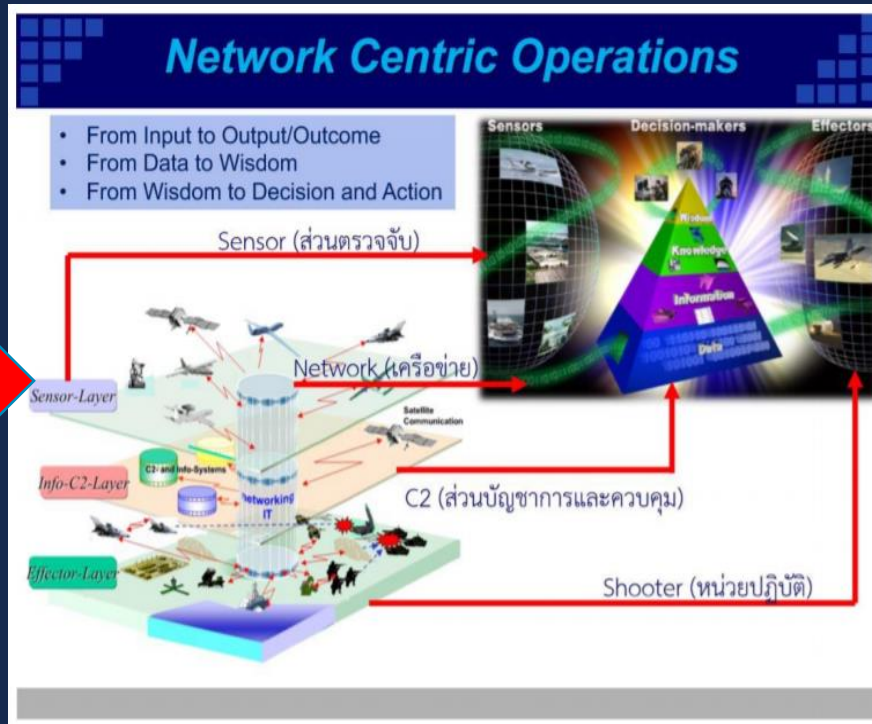 Network Centric Operations
• From Input to Output/Outcome
• From Data to Wisdom
• From Wisdom to Decision and Action
Sensors Decision-makers Effectors
Wisdom
Knowledge
Information
Data
Sensor (ส่วนตรวจจับ)
Network (เครือข่าย)
Sensor-Layer
Satellite
Communication
C2- and Info-Systems
Info-C2-Layer
networking
IT
C2 (ส่วนบัญชาการและควบคุม)
Effector-Layer
Shooter (หน่วยปฏิบัติ)